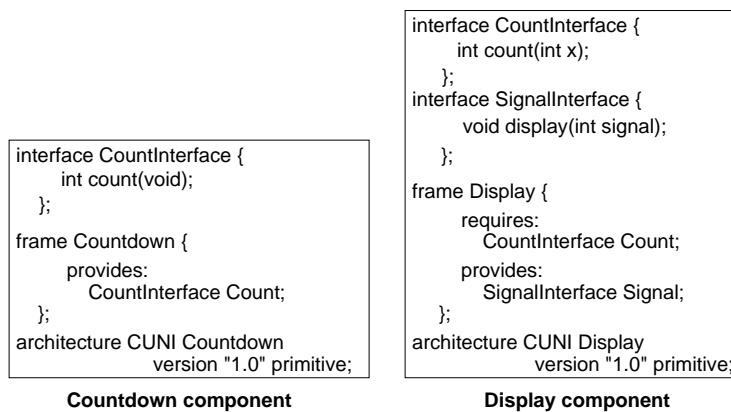 interface CountInterface {
int count(void);
};
frame Countdown {
provides:
CountInterface Count;
};
architecture CUNI Countdown
version "1.0" primitive;
Countdown component
interface CountInterface {
int count(int x);
};
interface SignalInterface {
void display(int signal);
};
frame Display {
requires:
CountInterface Count;
provides:
SignalInterface Signal;
};
architecture CUNI Display
version "1.0" primitive;
Display component